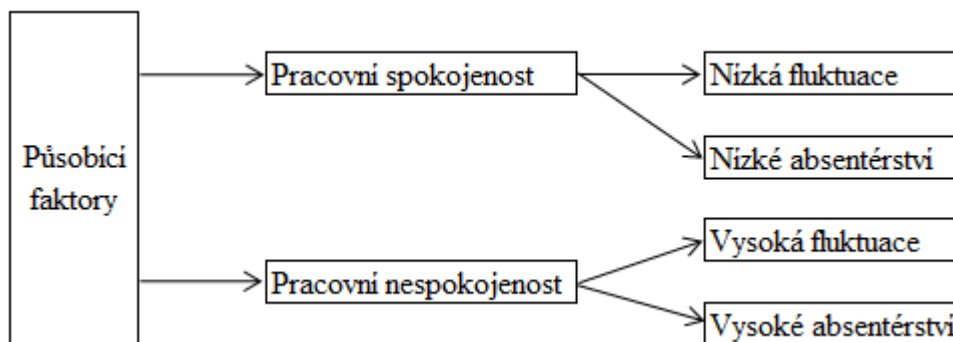 Působící
faktory
Pracovní spokojenost
Nízká fluktuace
Nízké absentérství
Pracovní nespokojenost
Vysoká fluktuace
Vysoké absentérství